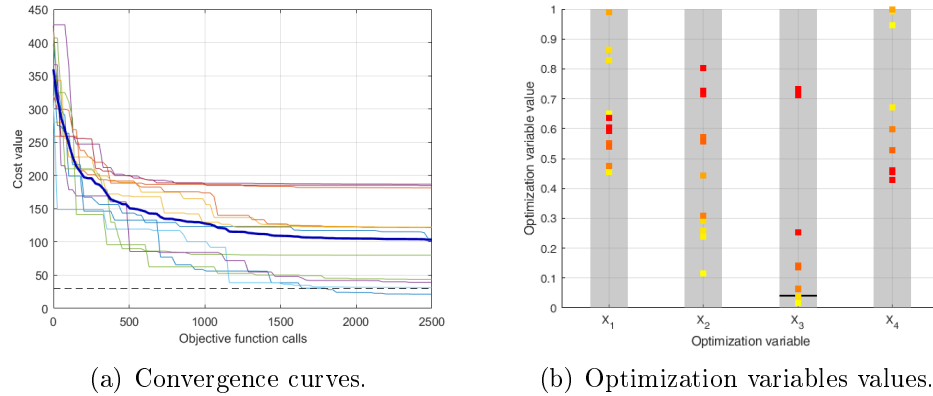 450
400
350
300
250
200
150
100
50
0
0
500
1000
1500
2000
2500
Cost value
Objective function calls
1
0.9
0.8
0.7
0.6
0.5
0.4
0.3
0.2
0.1
0
X1
X2
X3
X4
Optimization variable value
Optimization variable
(a) Convergence curves.
(b) Optimization variables values.